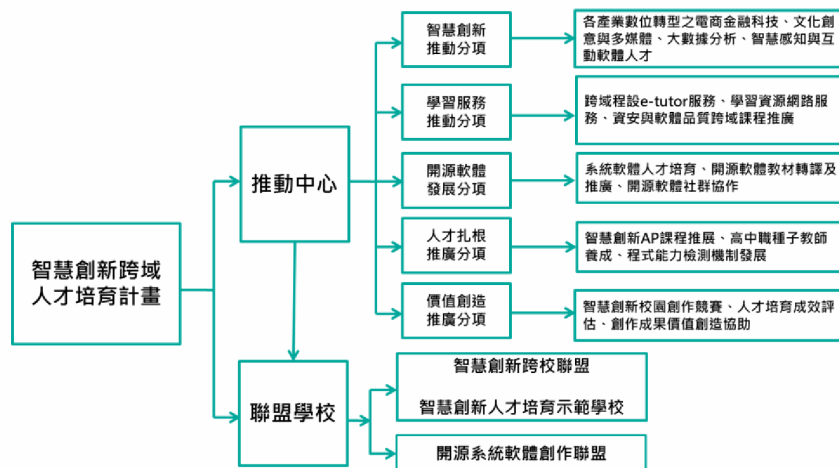 智慧創新跨域
人才培育計畫
推動中心
智慧創新
推動分項
各產業數位轉型之電商金融科技、文化創
意與多媒體、大數據分析、智慧感知與互
動軟體人才
學習服務
推動分項
跨域程設e-tutor服務、學習資源網路服
務、資安與軟體品質跨域課程推廣
開源軟體
發展分項
系統軟體人才培育、開源軟體教材轉譯及
推廣、開源軟體社群協作
人才扎根
推廣分項
智慧創新AP課程推展、高中職種子教師
養成、程式能力檢測機制發展
價值創造
推廣分項
智慧創新校園創作競賽、人才培育成效評
估、創作成果價值創造協助
聯盟學校
智慧創新跨校聯盟
智慧創新人才培育示範學校
開源系統軟體創作聯盟